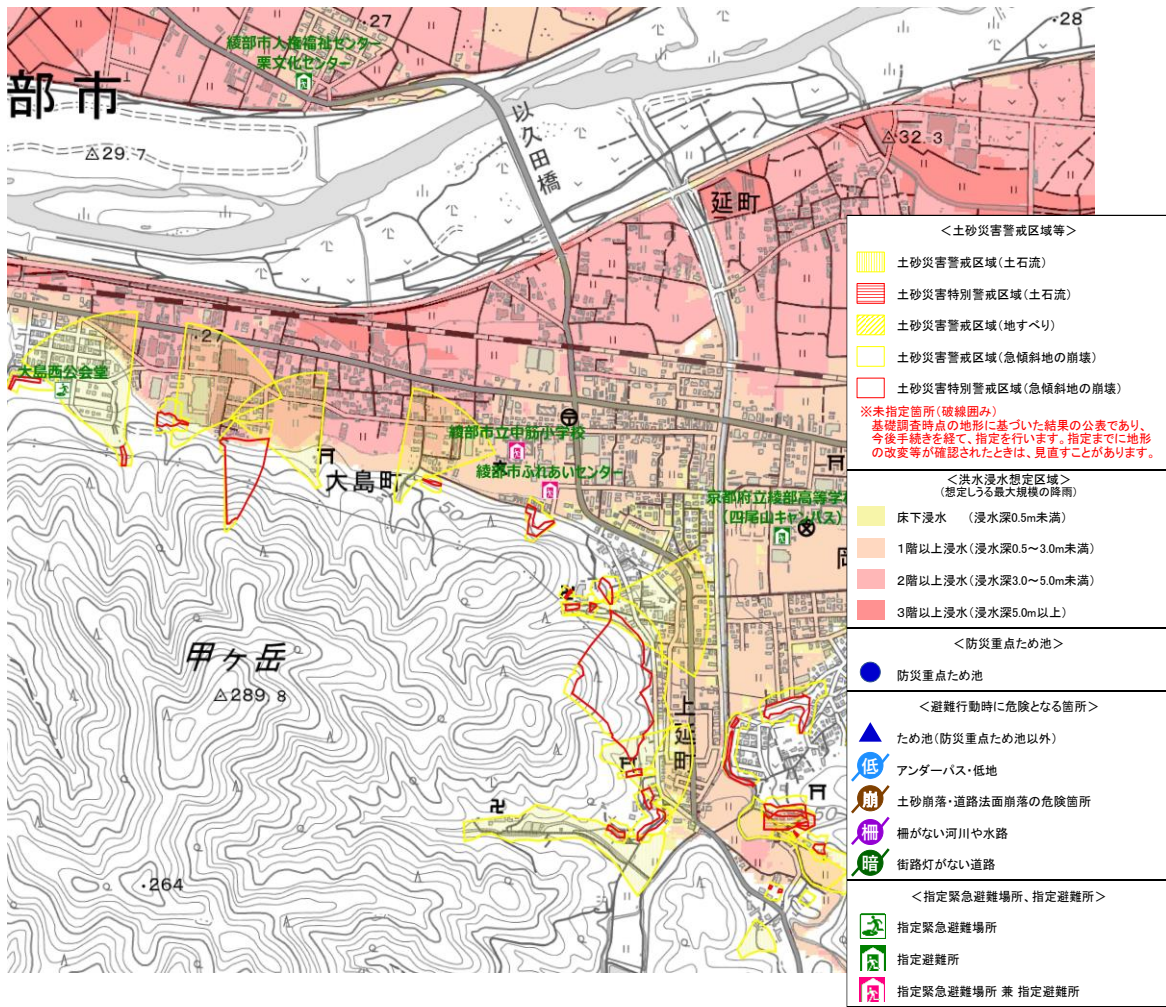 ・27
・28
綾部市人権福祉センター
栗文化センター
部市
以久田橋
△29.7
△32.3
延町
・27
大島西公会堂
綾部市立中筋小学校
大島町
綾部市ふれあいセンター
50
京都府立綾部高等学校
(四尾山キャンパス)
岡
甲ヶ岳
△289.8
上延町
50
・264
＜土砂災害警戒区域等＞
土砂災害警戒区域(土石流)
土砂災害特別警戒区域(土石流)
土砂災害警戒区域(地すべり)
土砂災害警戒区域(急傾斜地の崩壊)
土砂災害特別警戒区域(急傾斜地の崩壊)
※未指定箇所(破線囲み)
基礎調査時点の地形に基づいた結果の公表であり、
今後手続きを経て、指定を行います。指定までに地形
の改変等が確認されたときは、見直すことがあります。
＜洪水浸水想定区域＞
(想定しうる最大規模の降雨)
床下浸水　(浸水深0.5m未満)
1階以上浸水(浸水深0.5～3.0m未満)
2階以上浸水(浸水深3.0～5.0m未満)
3階以上浸水(浸水深5.0m以上)
＜防災重点ため池＞
防災重点ため池
＜避難行動時に危険となる箇所＞
ため池(防災重点ため池以外)
低 アンダーパス・低地
崩 土砂崩落・道路法面崩落の危険箇所
柵 柵がない河川や水路
暗 街路灯がない道路
＜指定緊急避難場所、指定避難所＞
指定緊急避難場所
指定避難所
指定緊急避難場所 兼 指定避難所